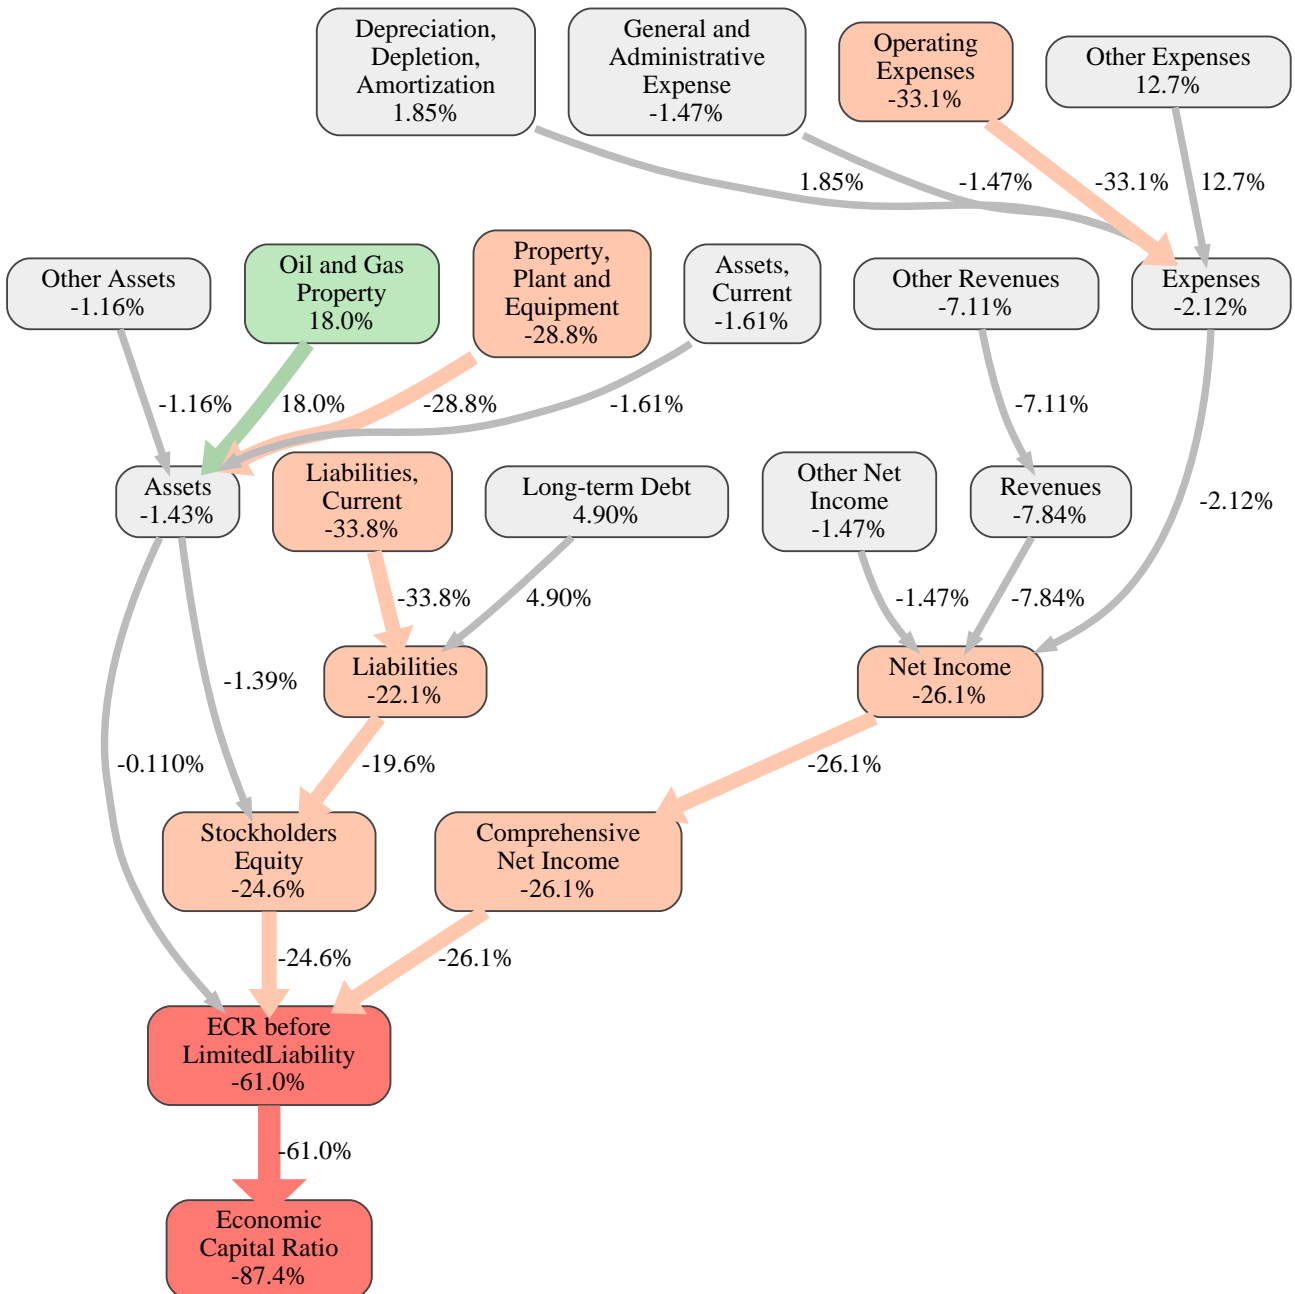 Depreciation,
Depletion,
Amortization
1.85%
General and
Administrative
Expense
-1.47%
Operating
Expenses
-33.1%
Other Expenses
12.7%
1.85%
-1.47%
-33.1%
12.7%
Other Assets
-1.16%
Oil and Gas
Property
18.0%
Property,
Plant and
Equipment
-28.8%
Assets,
Current
-1.61%
Other Revenues
-7.11%
Expenses
-2.12%
-1.16%
18.0%
-28.8%
-1.61%
-7.11%
-2.12%
Assets
-1.43%
Liabilities,
Current
-33.8%
Long-term Debt
4.90%
Other Net
Income
-1.47%
Revenues
-7.84%
-33.8%
4.90%
-1.47%
-7.84%
-1.39%
Liabilities
-22.1%
Net Income
-26.1%
-0.110%
-19.6%
-26.1%
Stockholders
Equity
-24.6%
Comprehensive
Net Income
-26.1%
-24.6%
-26.1%
ECR before
LimitedLiability
-61.0%
-61.0%
Economic
Capital Ratio
-87.4%